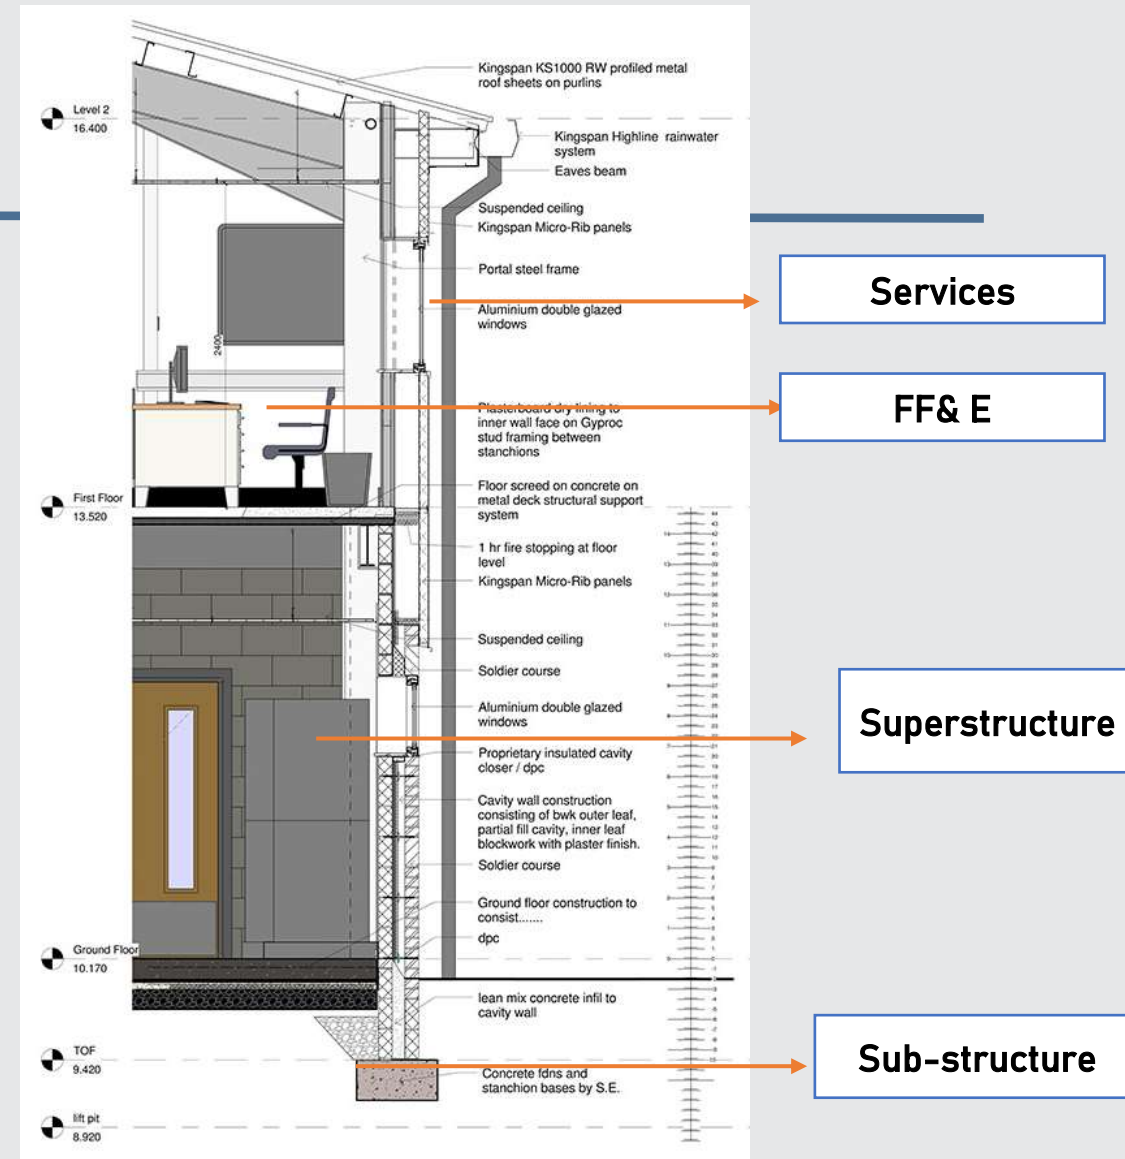 Kingspan KS1000 RW profiled metal
roof sheets on purlins
Level 2
16.400
Kingspan Highline rainwater
system
Eaves beam
Suspended ceiling
Kingspan Micro-Rib panels
Portal steel frame
Services
Aluminium double glazed
windows
2400
FF& E
Plasterboard dry lining to
inner wall face on Gyproc
stud framing between
stanchions
First Floor
13.520
Floor screed on concrete on
metal deck structural support
system
1 hr fire stopping at floor
level
Kingspan Micro-Rib panels
Suspended ceiling
Soldier course
Aluminium double glazed
windows
Superstructure
Proprietary insulated cavity
closer / dpc
Cavity wall construction
consisting of bwk outer leaf,
partial fill cavity, inner leaf
blockwork with plaster finish.
Soldier course
Ground floor construction to
consist.......
dpc
Ground Floor
10.170
lean mix concrete infil to
cavity wall
TOF
9.420
Sub-structure
Concrete fdns and
stanchion bases by S.E.
lift pit
8.920